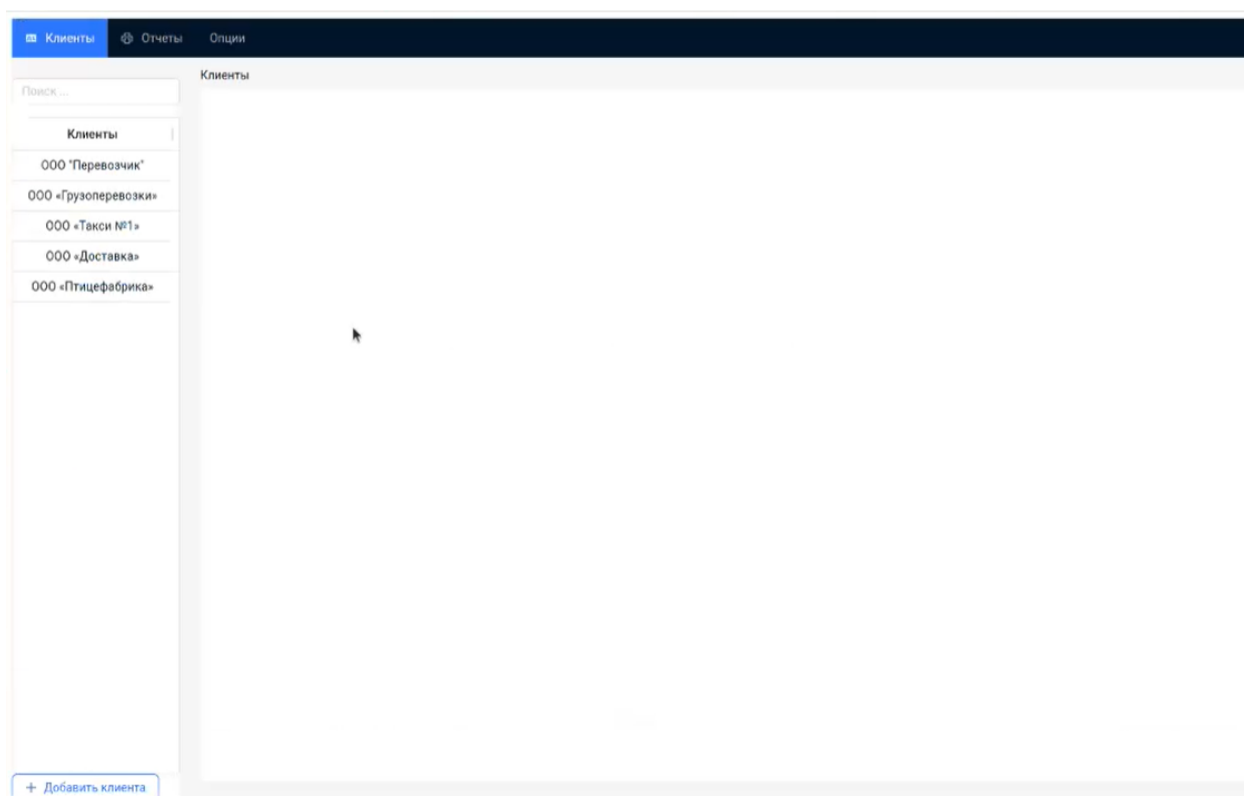 Клиенты Отчеты Опции
Клиенты
Поиск ...
Клиенты
ООО "Перевозчик"
ООО «Грузоперевозки»
ООО «Такси №1»
ООО «Доставка»
ООО «Птицефабрика»
+ Добавить клиента